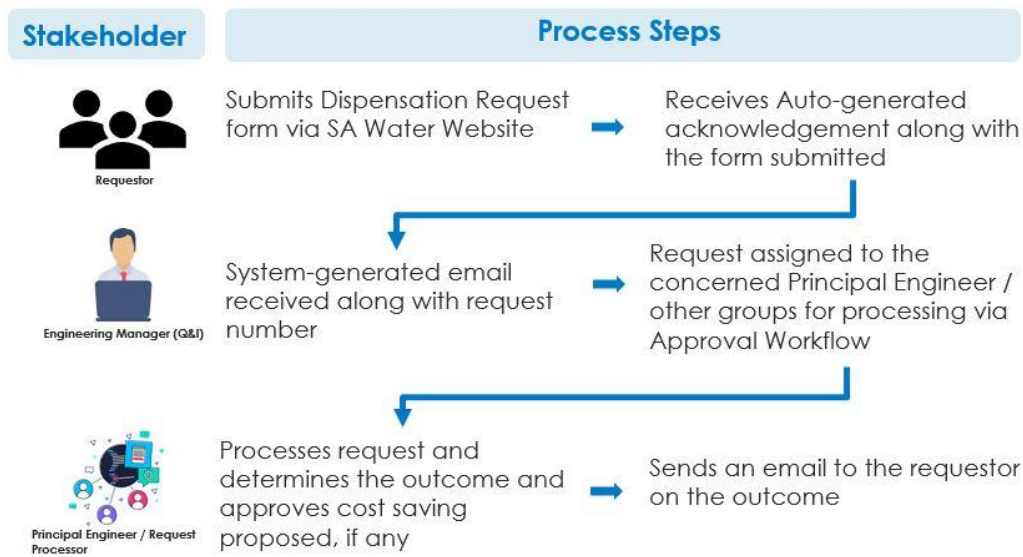 Stakeholder
Process Steps
Requestor
Submits Dispensation Request
form via SA Water Website
Receives Auto-generated
acknowledgement along with
the form submitted
Engineering Manager (Q&I)
System-generated email
received along with request
number
Request assigned to the
concerned Principal Engineer /
other groups for processing via
Approval Workflow
Principal Engineer / Request
Processor
Processes request and
determines the outcome and
approves cost saving
proposed, if any
Sends an email to the requestor
on the outcome